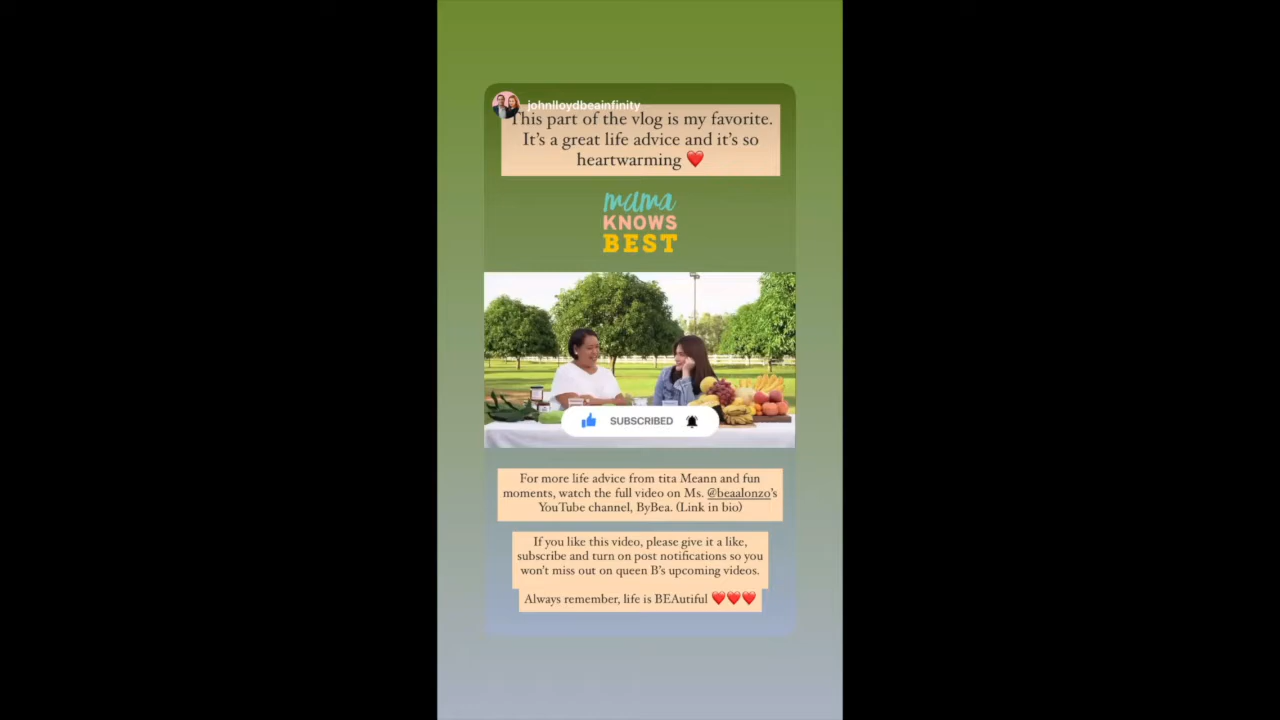 johnlloydbeainfinity
This part of the vlog is my favorite.
It's a great life advice and it's so
heartwarming ❤️
mama
KNOWS
BEST
SUBSCRIBED
For more life advice from tita Meann and fun
moments, watch the full video on Ms. @beaalonzo's
YouTube channel, ByBea. (Link in bio)
If you like this video, please give it a like,
subscribe and turn on post notifications so you
won't miss out on queen B's upcoming videos.
Always remember, life is BEAutiful ❤️❤️❤️